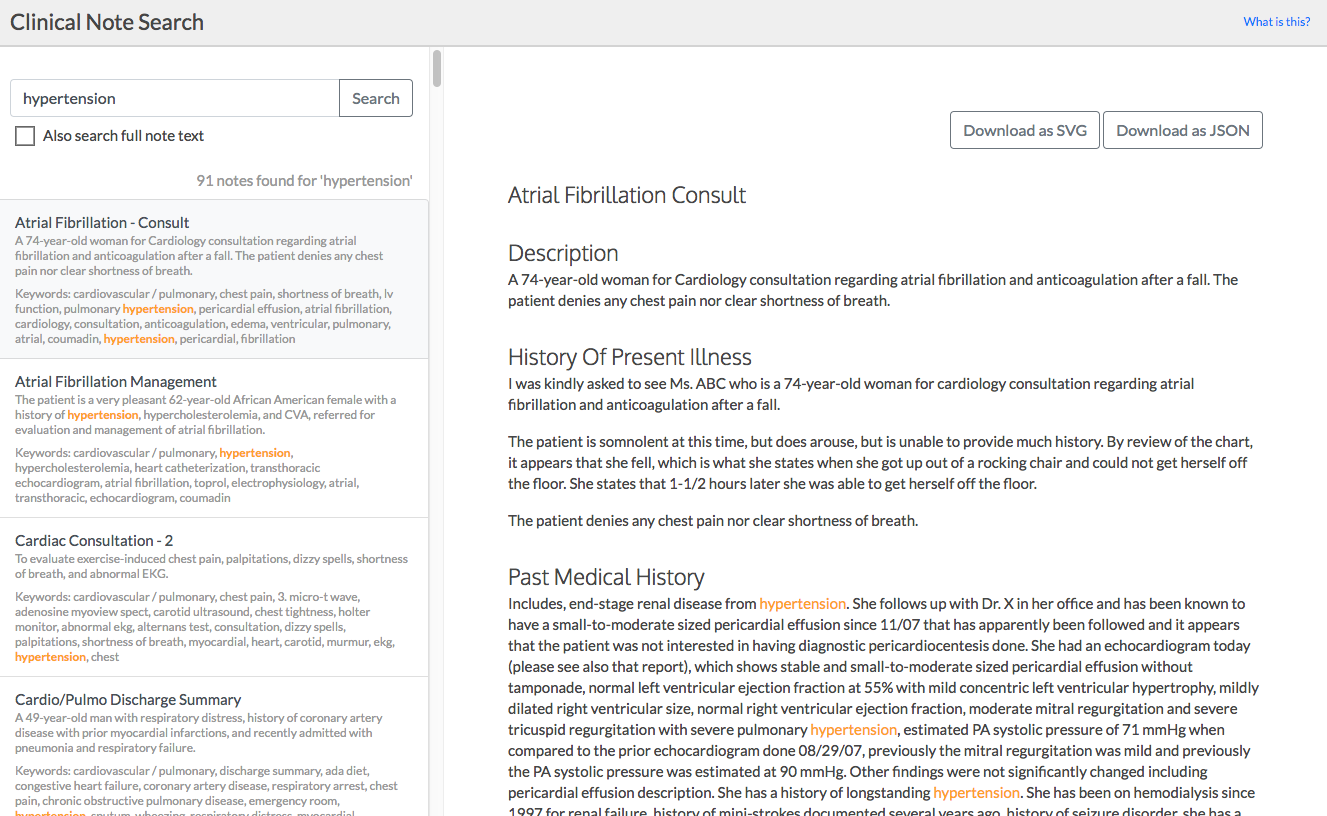 Clinical Note Search
What is this?
hypertension
Search
Also search full note text
91 notes found for 'hypertension'
Atrial Fibrillation - Consult
A 74-year-old woman for Cardiology consultation regarding atrial
fibrillation and anticoagulation after a fall. The patient denies any chest
pain nor clear shortness of breath.
Keywords: cardiovascular / pulmonary, chest pain, shortness of breath, lv
function, pulmonary hypertension, pericardial effusion, atrial fibrillation,
cardiology, consultation, anticoagulation, edema, ventricular, pulmonary,
atrial, coumadin, hypertension, pericardial, fibrillation
Atrial Fibrillation Management
The patient is a very pleasant 62-year-old African American female with a
history of hypertension, hypercholesterolemia, and CVA, referred for
evaluation and management of atrial fibrillation.
Keywords: cardiovascular / pulmonary, hypertension,
hypercholesterolemia, heart catheterization, transthoracic
echocardiogram, atrial fibrillation, toprol, electrophysiology, atrial,
transthoracic, echocardiogram, coumadin
Cardiac Consultation - 2
To evaluate exercise-induced chest pain, palpitations, dizzy spells, shortness
of breath, and abnormal EKG.
Keywords: cardiovascular / pulmonary, chest pain, 3. micro-t wave,
adenosine myoview spect, carotid ultrasound, chest tightness, holter
monitor, abnormal ekg, alternans test, consultation, dizzy spells,
palpitations, shortness of breath, myocardial, heart, carotid, murmur, ekg,
hypertension, chest
Cardio/Pulmo Discharge Summary
A 49-year-old man with respiratory distress, history of coronary artery
disease with prior myocardial infarctions, and recently admitted with
pneumonia and respiratory failure.
Keywords: cardiovascular / pulmonary, discharge summary, ada diet,
congestive heart failure, coronary artery disease, respiratory arrest, chest
pain, chronic obstructive pulmonary disease, emergency room,
hypertension, sputum, wheezing, respiratory distress, myocardial
Download as SVG
Download as JSON
Atrial Fibrillation Consult
Description
A 74-year-old woman for Cardiology consultation regarding atrial fibrillation and anticoagulation after a fall. The
patient denies any chest pain nor clear shortness of breath.
History Of Present Illness
I was kindly asked to see Ms. ABC who is a 74-year-old woman for cardiology consultation regarding atrial
fibrillation and anticoagulation after a fall.
The patient is somnolent at this time, but does arouse, but is unable to provide much history. By review of the chart,
it appears that she fell, which is what she states when she got up out of a rocking chair and could not get herself off
the floor. She states that 1-1/2 hours later she was able to get herself off the floor.
The patient denies any chest pain nor clear shortness of breath.
Past Medical History
Includes, end-stage renal disease from hypertension. She follows up with Dr. X in her office and has been known to
have a small-to-moderate sized pericardial effusion since 11/07 that has apparently been followed and it appears
that the patient was not interested in having diagnostic pericardiocentesis done. She had an echocardiogram today
(please see also that report), which shows stable and small-to-moderate sized pericardial effusion without
tamponade, normal left ventricular ejection fraction at 55% with mild concentric left ventricular hypertrophy, mildly
dilated right ventricular size, normal right ventricular ejection fraction, moderate mitral regurgitation and severe
tricuspid regurgitation with severe pulmonary hypertension, estimated PA systolic pressure of 71 mmHg when
compared to the prior echocardiogram done 08/29/07, previously the mitral regurgitation was mild and previously
the PA systolic pressure was estimated at 90 mmHg. Other findings were not significantly changed including
pericardial effusion description. She has a history of longstanding hypertension. She has been on hemodialysis since
1997 for renal failure, history of mini-strokes documented several years ago, history of seizure disorder, she has a